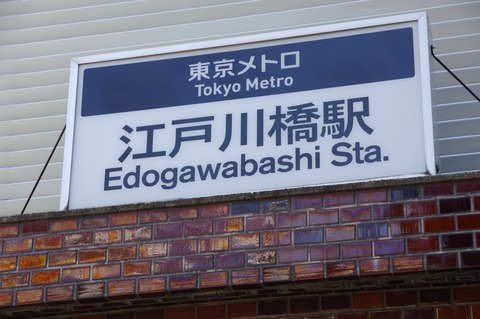 東京メトロ
Tokyo Metro
江戸川橋駅
Edogawabashi Sta.